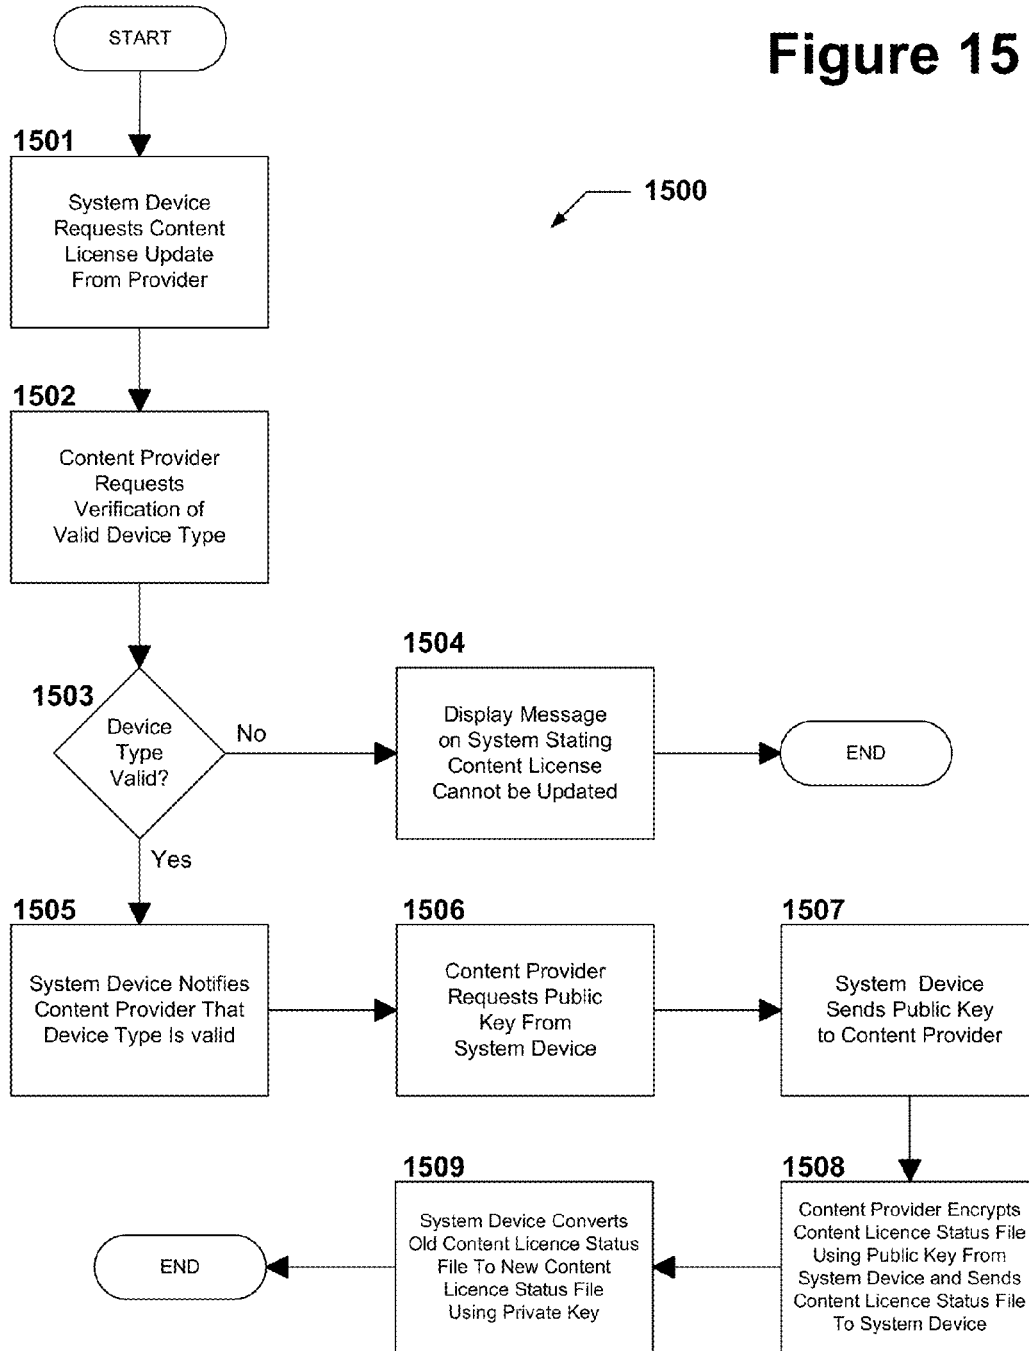 START
Figure 15
1501
System Device
Requests Content
License Update
From Provider
1500
1502
Content Provider
Requests
Verification of
Valid Device Type
1503
Device
Type
Valid?
No
Yes
1504
Display Message
on System Stating
Content License
Cannot be Updated
END
1505
System Device Notifies
Content Provider That
Device Type Is valid
1506
Content Provider
Requests Public
Key From
System Device
1507
System Device
Sends Public Key
to Content Provider
1508
Content Provider Encrypts
Content Licence Status File
Using Public Key From
System Device and Sends
Content Licence Status File
To System Device
1509
System Device Converts
Old Content Licence Status
File To New Content
Licence Status File
Using Private Key
END